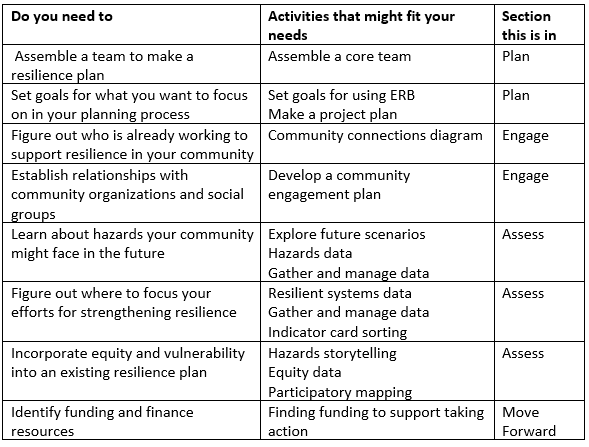 Do you need to
Activities that might fit your
needs
Section
this is in
Assemble a team to make a
resilience plan
Assemble a core team
Plan
Set goals for what you want to focus
on in your planning process
Set goals for using ERB
Make a project plan
Plan
Figure out who is already working to
support resilience in your community
Community connections diagram
Engage
Establish relationships with
community organizations and social
groups
Develop a community
engagement plan
Engage
Learn about hazards your community
might face in the future
Explore future scenarios
Hazards data
Gather and manage data
Assess
Figure out where to focus your
efforts for strengthening resilience
Resilient systems data
Gather and manage data
Indicator card sorting
Assess
Incorporate equity and vulnerability
into an existing resilience plan
Hazards storytelling
Equity data
Participatory mapping
Assess
Identify funding and finance
resources
Finding funding to support taking
action
Move
Forward